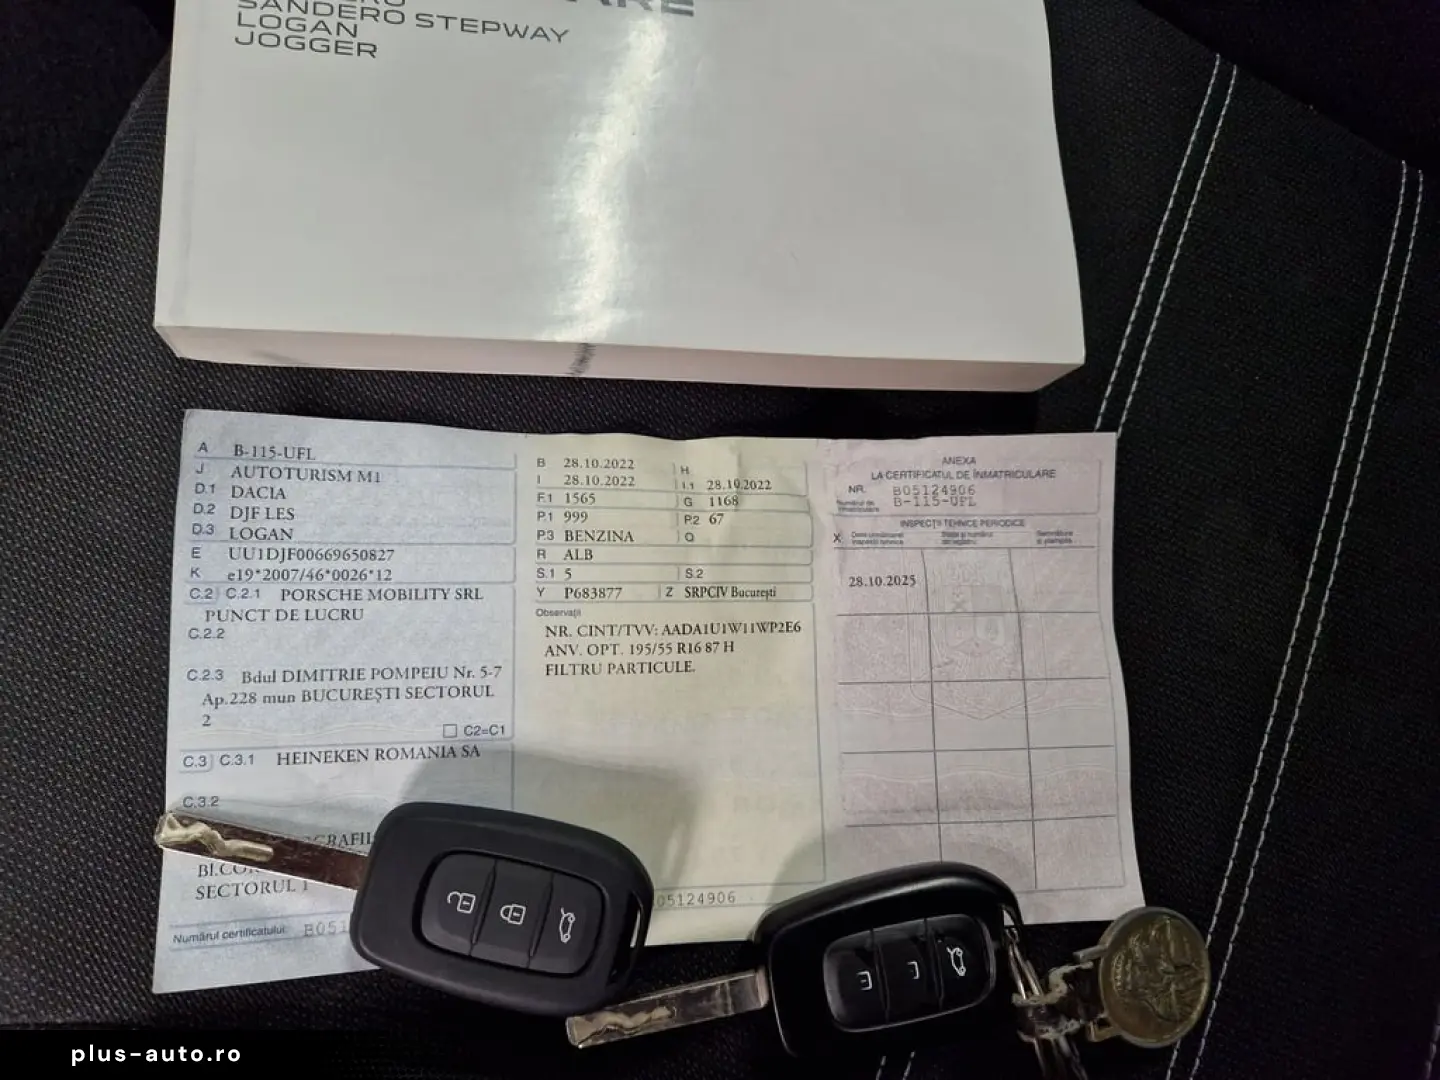 SANDERO STEPWAY
LOGAN
JOGGER
A B-115-UFL
J AUTOTURISM M1
D.1 DACIA
D.2 DJF LES
D.3 LOGAN
E UU1DJF00669650827
K e19*2007/46*0026*12
C.2 C.2.1 PORSCHE MOBILITY SRL
PUNCT DE LUCRU
C.2.2
C.2.3 Bdul DIMITRIE POMPEIU Nr. 5-7
Ap.228 mun BUCUREȘTI SECTORUL
2
C2=C1
C.3 C.3.1 HEINEKEN ROMANIA SA
C.3.2
SECTORUL 1
Numărul certificatului
B 28.10.2022 H
I 28.10.2022 I.1 28.10.2022
F.1 1565 G 1168
P.1 999 P.2 67
P.3 BENZINA Q
R ALB
S.1 5 S.2
Y P683877 Z SRPCIV București
Observații
NR. CINT/TVV: AADA1U1W11WP2E6
ANV. OPT. 195/55 R16 87 H
FILTRU PARTICULE.
05124906
ANEXA
LA CERTIFICATUL DE ÎNMATRICULARE
NR. B05124906
B-115-UFL
INSPECȚII TEHNICE PERIODICE
X
28.10.2025
plus-auto.ro